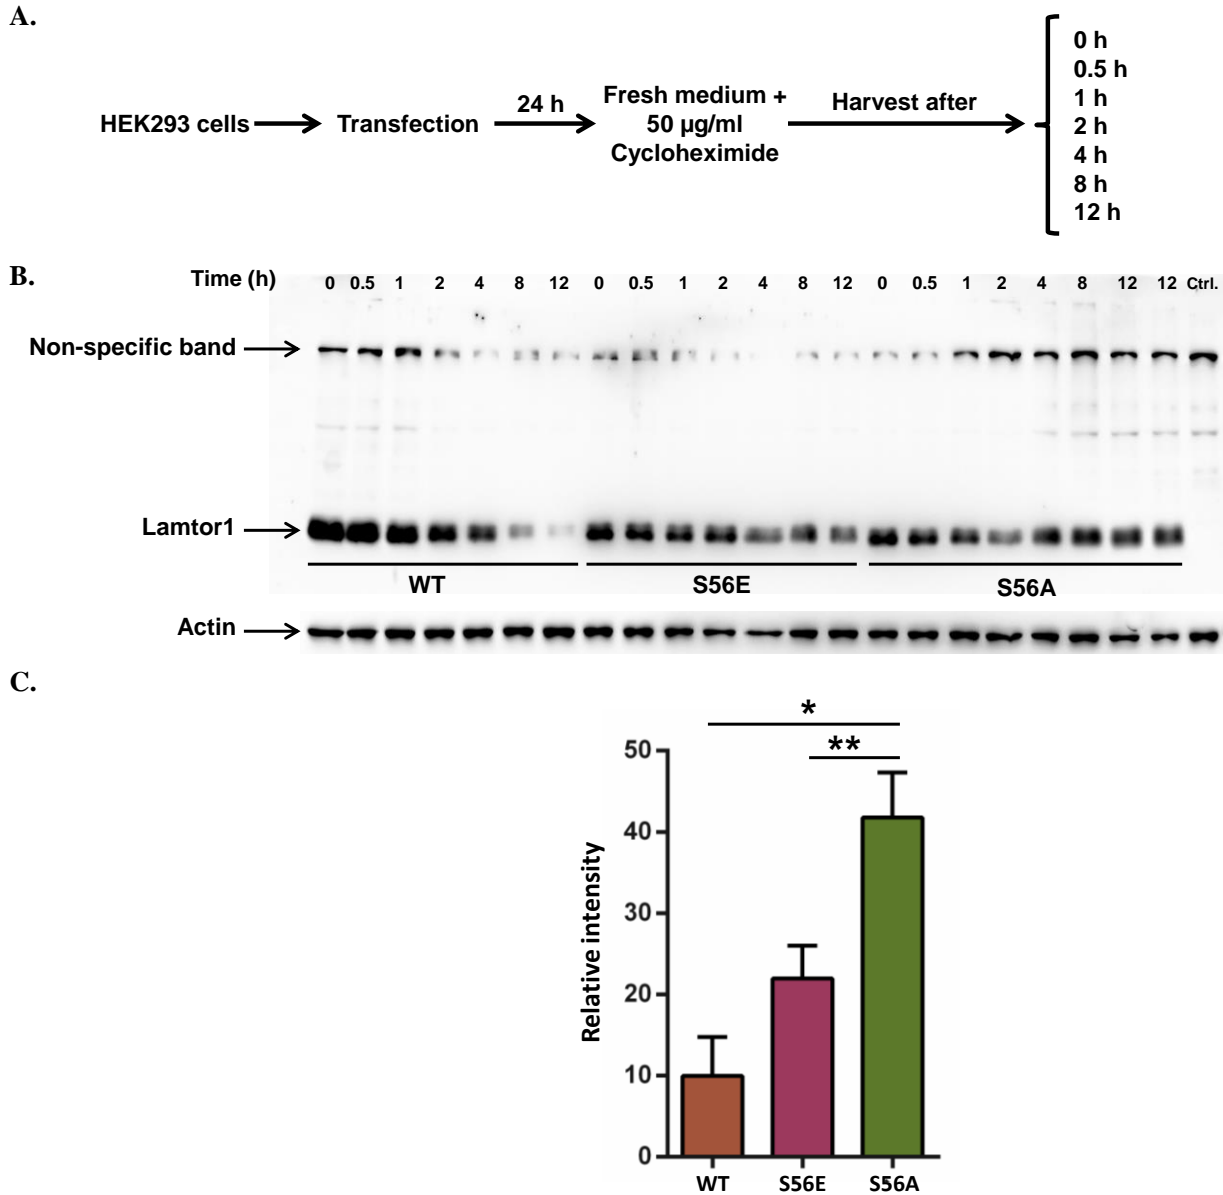 A.
HEK293 cells
Transfection
24 h
Fresh medium +
50 µg/ml
Cycloheximide
Harvest after
0 h
0.5 h
1 h
2 h
4 h
8 h
12 h
B.
Time (h) 0 0.5 1 2 4 8 12 0 0.5 1 2 4 8 12 0 0.5 1 2 4 8 12 12 Ctrl.
Non-specific band
Lamtor1
WT S56E S56A
Actin
C.
*
**
Relative intensity
50
40
30
20
10
0
WT S56E S56A